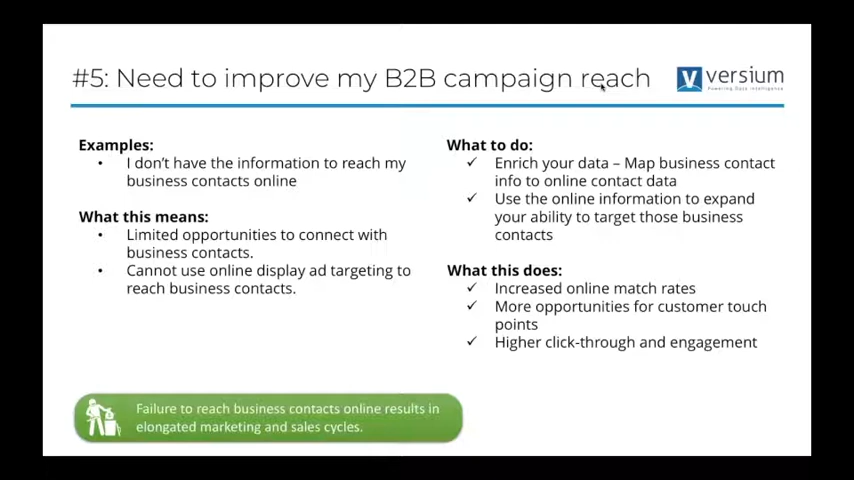 #5: Need to improve my B2B campaign reach
versium
Powering Data Intelligence
Examples:
• I don't have the information to reach my
business contacts online
What this means:
• Limited opportunities to connect with
business contacts.
• Cannot use online display ad targeting to
reach business contacts.
What to do:
✓ Enrich your data – Map business contact
info to online contact data
✓ Use the online information to expand
your ability to target those business
contacts
What this does:
✓ Increased online match rates
✓ More opportunities for customer touch
points
✓ Higher click-through and engagement
Failure to reach business contacts online results in
elongated marketing and sales cycles.